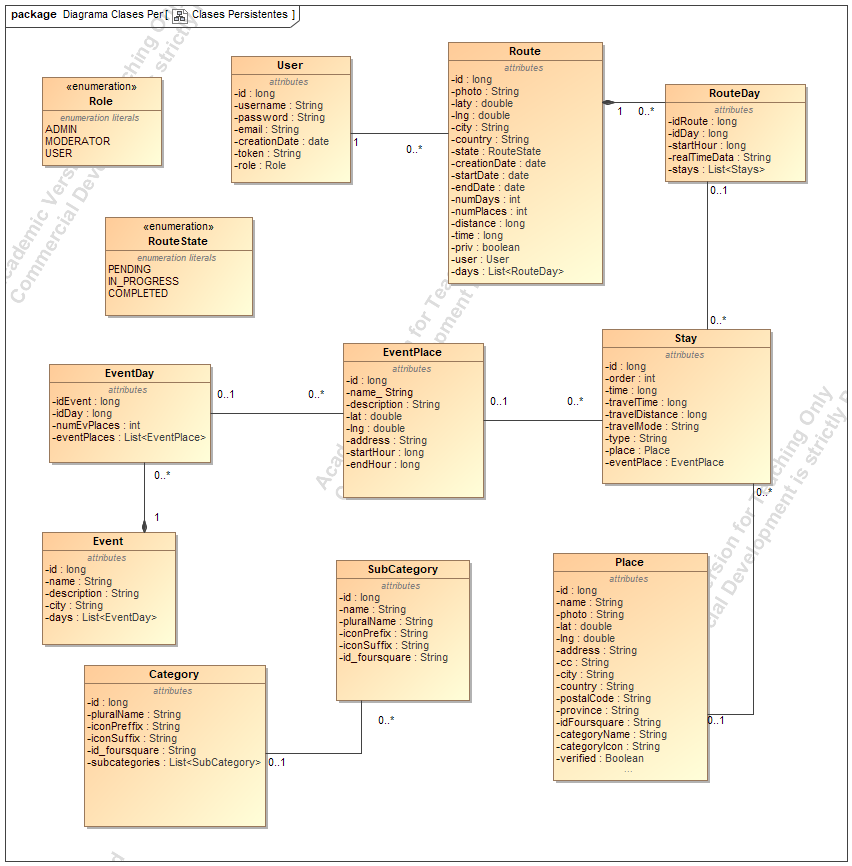 package Diagrama Clases Per[ Clases Persistentes ]
«enumeration»
Role
enumeration literals
ADMIN
MODERATOR
USER
User
attributes
-id : long
-username : String
-password : String
-email : String
-creationDate : date
-token : String
-role : Role
1
0..*
Route
attributes
-id : long
-photo : String
-laty : double
-lng : double
-city : String
-country : String
-state : RouteState
-creationDate : date
-startDate : date
-endDate : date
-numDays : int
-numPlaces : int
-distance : long
-time : long
-priv : boolean
-user : User
-days : List<RouteDay>
1
0..*
RouteDay
attributes
-idRoute : long
-idDay : long
-startHour : long
-realTimeData : String
-stays : List<Stays>
0..1
0..*
«enumeration»
RouteState
enumeration literals
PENDING
IN_PROGRESS
COMPLETED
EventDay
attributes
-idEvent : long
-idDay : long
-numEvPlaces : int
-eventPlaces : List<EventPlace>
0..1
0..*
EventPlace
attributes
-id : long
-name_ String
-description : String
-lat : double
-lng : double
-address : String
-startHour : long
-endHour : long
0..1
0..*
Stay
attributes
-id : long
-order : int
-time : long
-travelTime : long
-travelDistance : long
-travelMode : String
-type : String
-place : Place
-eventPlace : EventPlace
0..*
0..*
1
Event
attributes
-id : long
-name : String
-description : String
-city : String
-days : List<EventDay>
SubCategory
attributes
-id : long
-name : String
-pluralName : String
-iconPrefix : String
-iconSuffix : String
-id_foursquare : String
0..*
Place
attributes
-id : long
-name : String
-photo : String
-lat : double
-lng : double
-address : String
-cc : String
-city : String
-country : String
-postalCode : String
-province : String
-idFoursquare : String
-categoryName : String
-categoryIcon : String
-verified : Boolean
...
0..1
Category
attributes
-id : long
-pluralName : String
-iconPreffix : String
-iconSuffix : String
-id_foursquare : String
-subcategories : List<SubCategory>
0..1